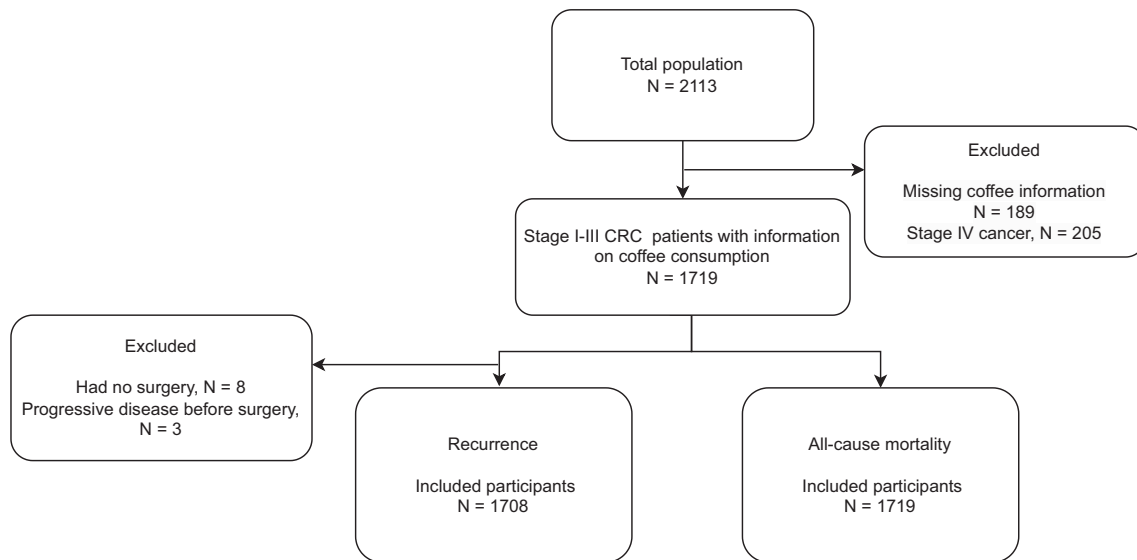 Total population
N = 2113
Excluded
Missing coffee information
N = 189
Stage IV cancer, N = 205
Stage I-III CRC patients with information
on coffee consumption
N = 1719
Excluded
Had no surgery, N = 8
Progressive disease before surgery,
N = 3
Recurrence
Included participants
N = 1708
All-cause mortality
Included participants
N = 1719